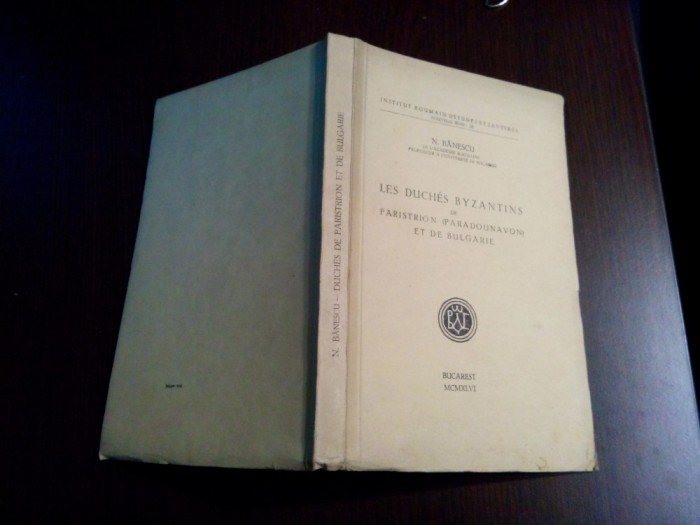 INSTITUT ROUMAIN D'ÉTUDES BYZANTINES
N. BĂNESCU
LES DUCHÉS BYZANTINS
DE
PARISTRION (PARADOUNAVON)
ET DE BULGARIE
BUCAREST
MCMXLVI
N. BĂNESCU — DUCHÉS DE PARISTRION ET DE BULGARIE